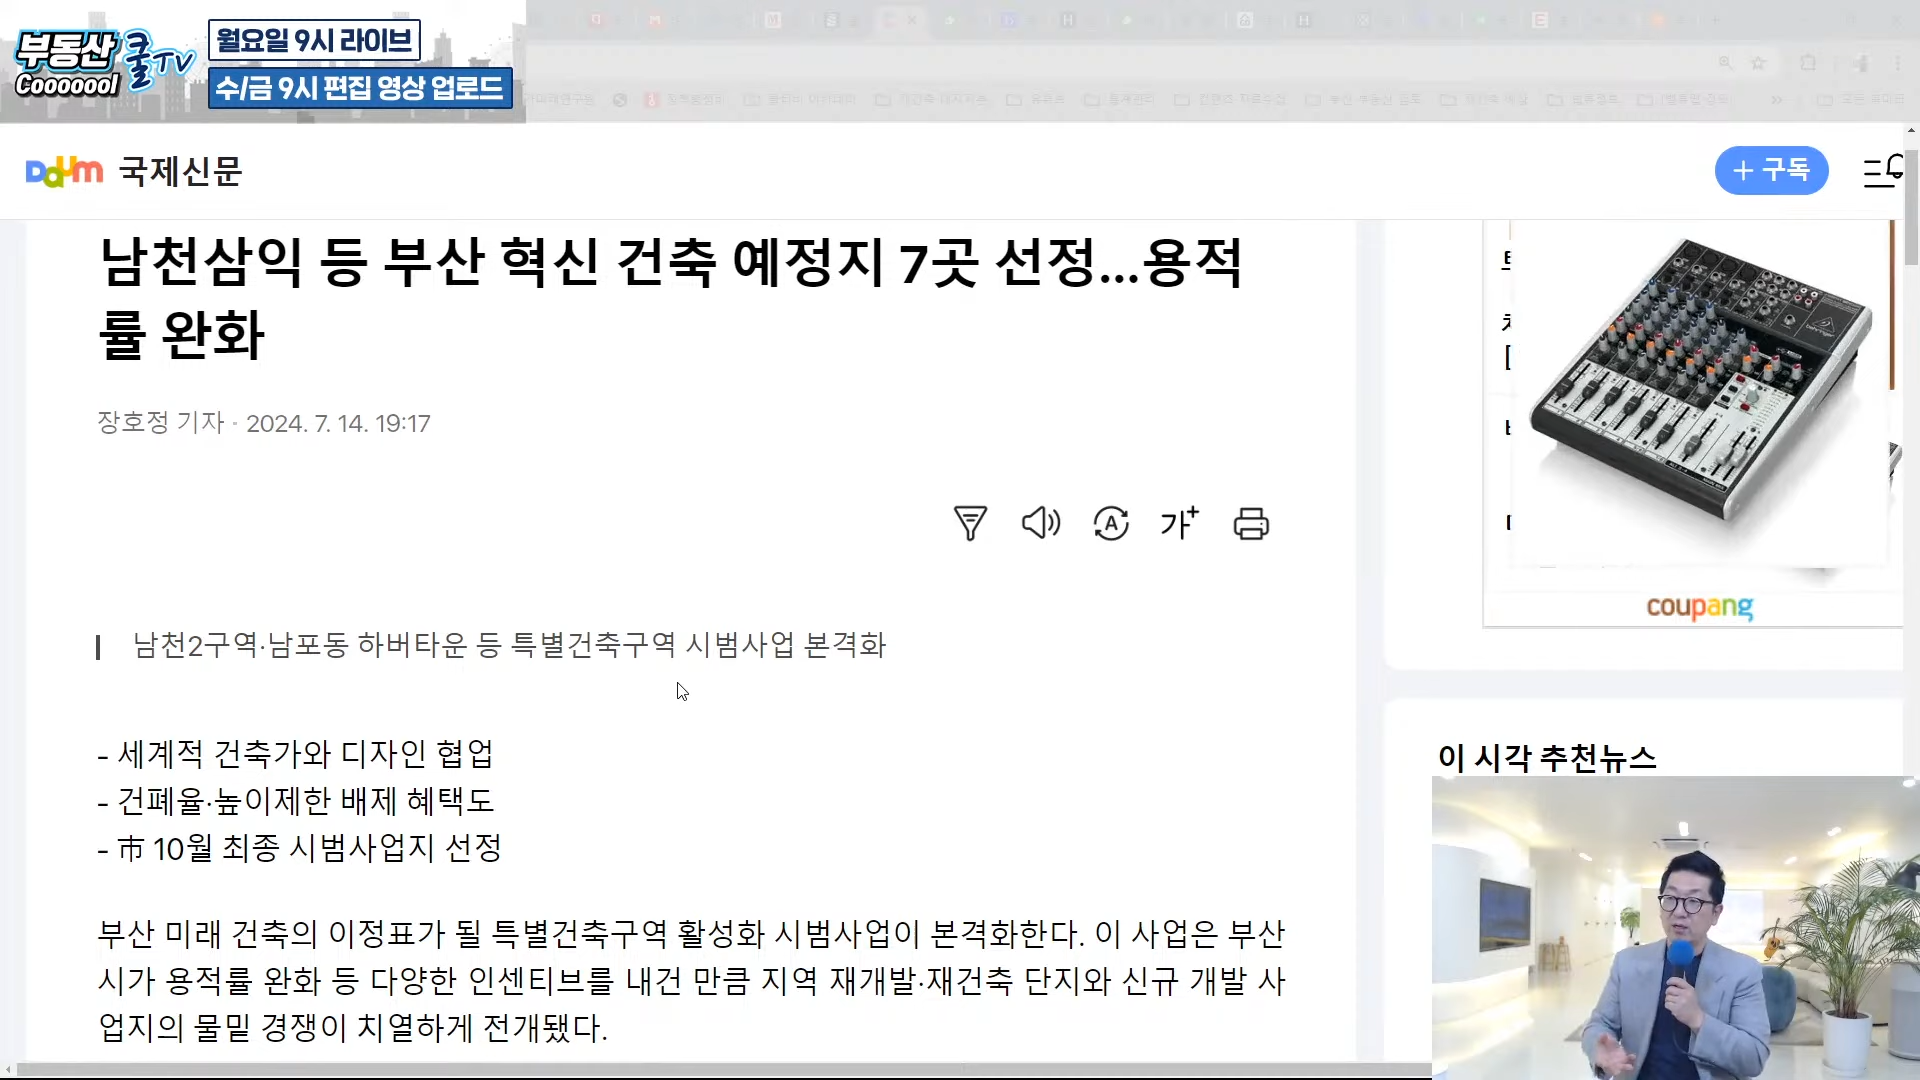 부동산
Cooooool
쿨TV
월요일 9시 라이브
수/금 9시 편집 영상 업로드
Daum 국제신문
+ 구독
남천삼익 등 부산 혁신 건축 예정지 7곳 선정…용적
률 완화
장호정 기자 · 2024. 7. 14. 19:17
가+
남천2구역·남포동 하버타운 등 특별건축구역 시범사업 본격화
- 세계적 건축가와 디자인 협업
- 건폐율·높이제한 배제 혜택도
- 市 10월 최종 시범사업지 선정
부산 미래 건축의 이정표가 될 특별건축구역 활성화 시범사업이 본격화한다. 이 사업은 부산
시가 용적률 완화 등 다양한 인센티브를 내건 만큼 지역 재개발·재건축 단지와 신규 개발 사
업지의 물밑 경쟁이 치열하게 전개됐다.
coupang
이 시각 추천뉴스